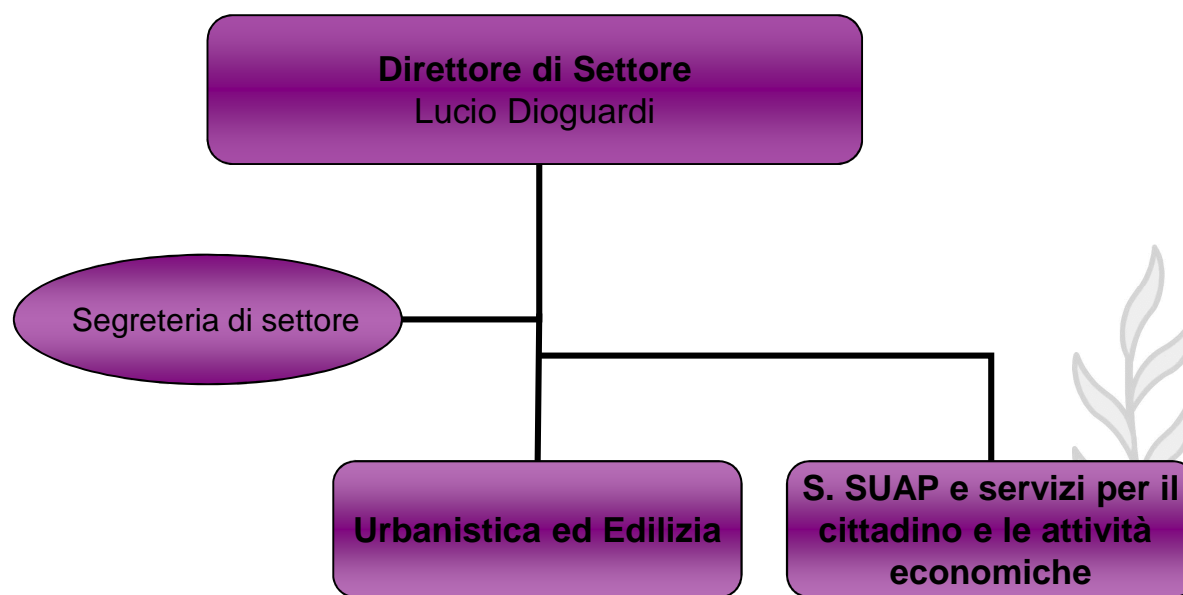 Direttore di Settore
Lucio Dioguardi
Segreteria di settore
Urbanistica ed Edilizia
S. SUAP e servizi per il
cittadino e le attività
economiche